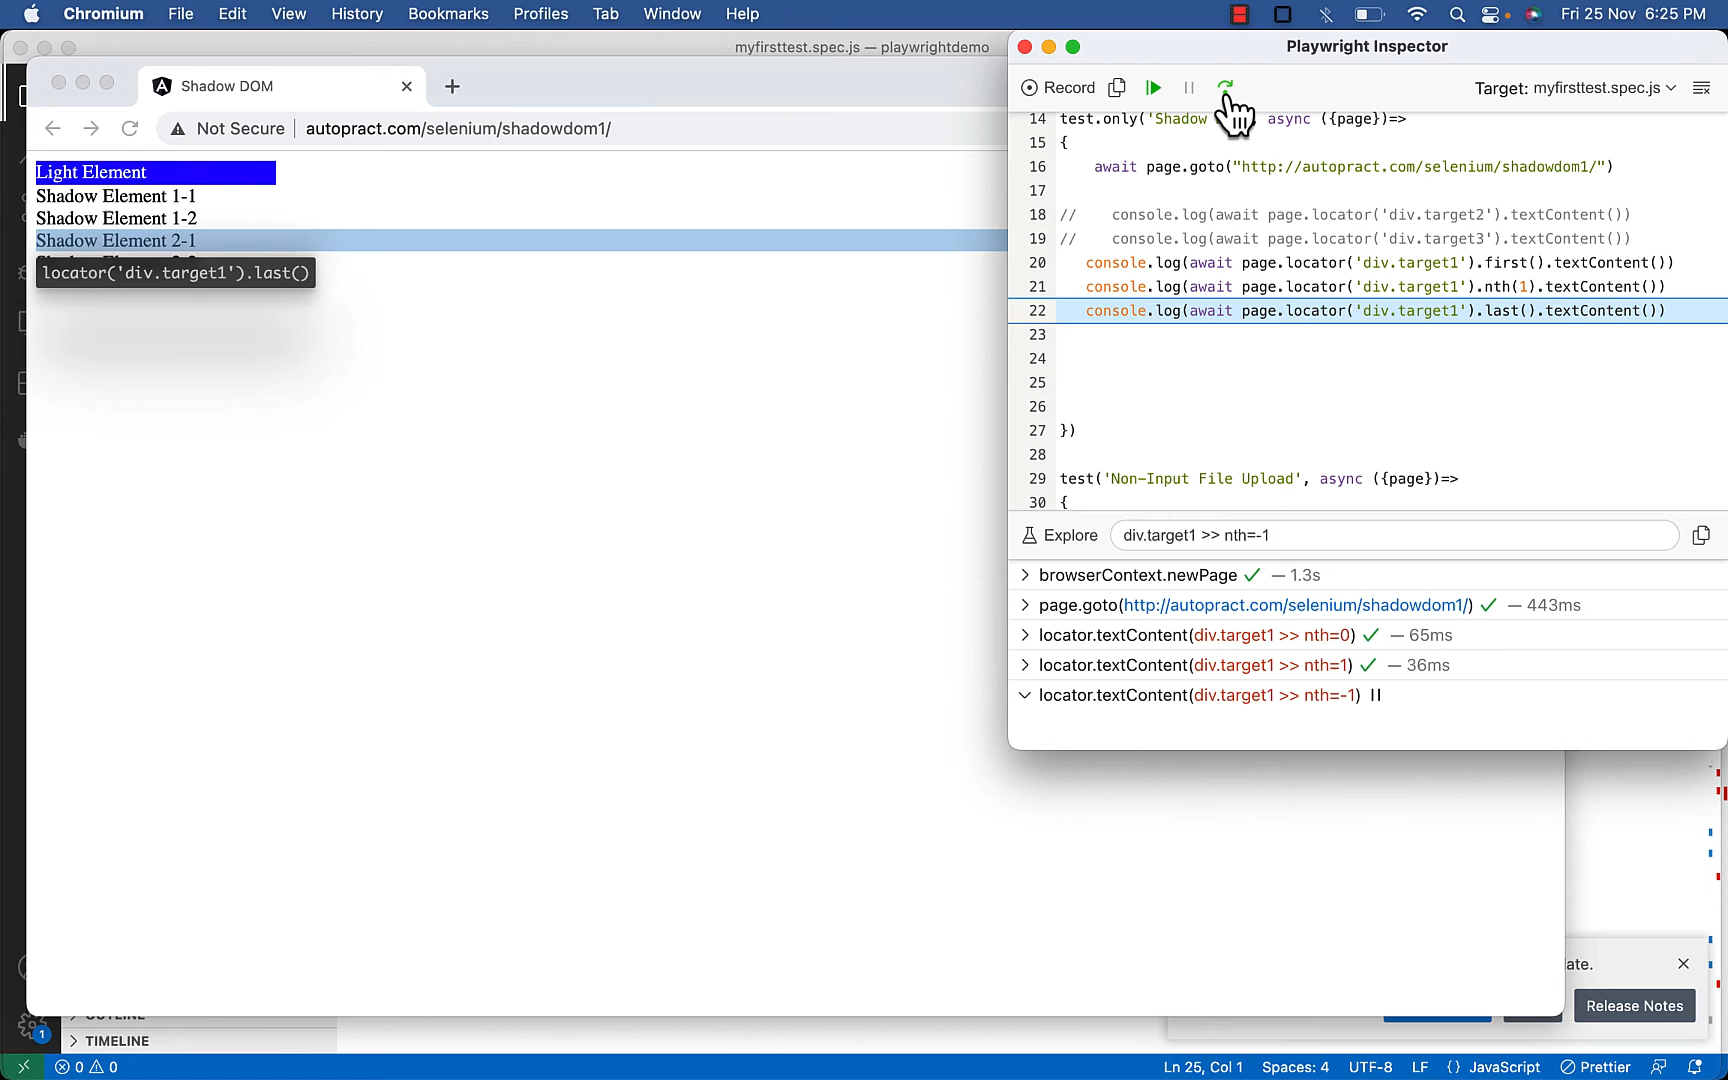 Chromium File Edit View History Bookmarks Profiles Tab Window Help Fri 25 Nov 6:25 PM
myfirsttest.spec.js — playwrightdemo
Playwright Inspector
Shadow DOM
Record Target: myfirsttest.spec.js
Not Secure autopract.com/selenium/shadowdom1/
Light Element
Shadow Element 1-1
Shadow Element 1-2
Shadow Element 2-1
locator('div.target1').last()
14 test.only('Shadow async ({page})=>
15 {
16 await page.goto("http://autopract.com/selenium/shadowdom1/")
17
18 // console.log(await page.locator('div.target2').textContent())
19 // console.log(await page.locator('div.target3').textContent())
20 console.log(await page.locator('div.target1').first().textContent())
21 console.log(await page.locator('div.target1').nth(1).textContent())
22 console.log(await page.locator('div.target1').last().textContent())
23
24
25
26
27 })
28
29 test('Non-Input File Upload', async ({page})=>
30 {
Explore div.target1 >> nth=-1
browserContext.newPage ✓ — 1.3s
page.goto(http://autopract.com/selenium/shadowdom1/) ✓ — 443ms
locator.textContent(div.target1 >> nth=0) ✓ — 65ms
locator.textContent(div.target1 >> nth=1) ✓ — 36ms
locator.textContent(div.target1 >> nth=-1)
ate.
Release Notes
OUTLINE
TIMELINE
1
0 0 Ln 25, Col 1 Spaces: 4 UTF-8 LF {} JavaScript Prettier